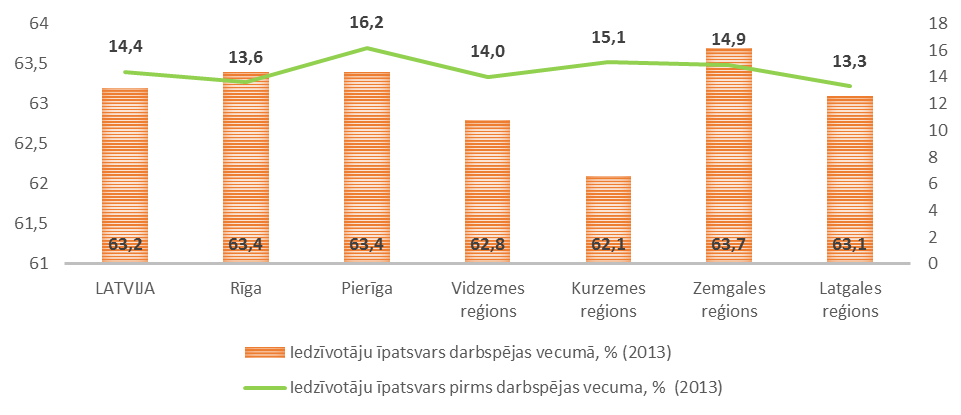 64
63,5
63
62,5
62
61,5
61
18
16
14
12
10
8
6
4
2
0
14,4
13,6
16,2
14,0
15,1
14,9
13,3
63,2
63,4
63,4
62,8
62,1
63,7
63,1
LATVIJA
Rīga
Pierīga
Vidzemes
reģions
Kurzemes
reģions
Zemgales
reģions
Latgales
reģions
Iedzīvotāju īpatsvars darbspējas vecumā, % (2013)
Iedzīvotāju īpatsvars pirms darbspējas vecuma, % (2013)